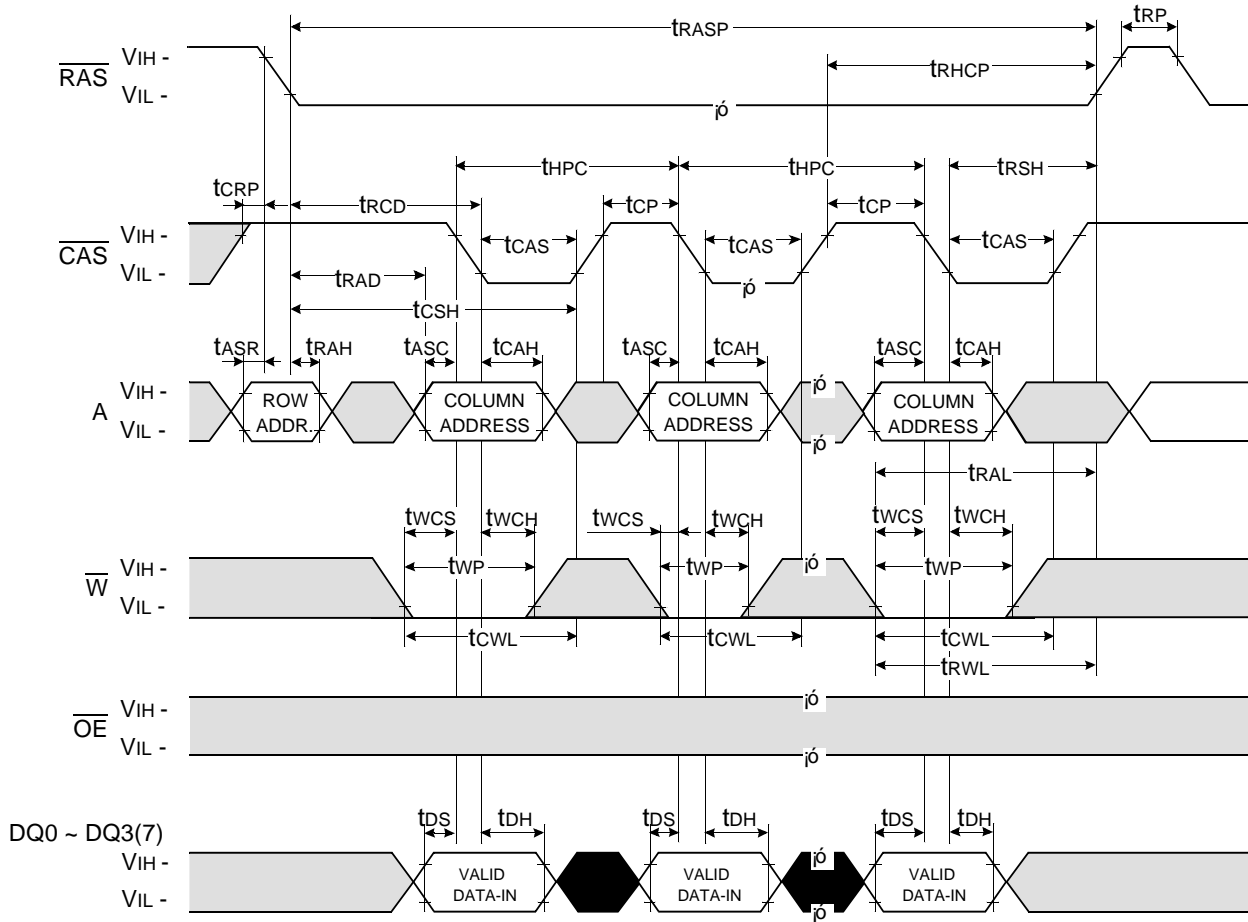 tRASP tRP
RAS VIH - tRHCP
VIL - ¡ó
tHPC tHPC tRSH
tCRP tRCD tCP tCP
CAS VIH - tCAS tCAS tCAS
VIL - tRAD ¡ó
tCSH
tASR tRAH tASC tCAH tASC tCAH tASC tCAH
A VIH - ROW COLUMN COLUMN ¡ó COLUMN
VIL - ADDR. ADDRESS ADDRESS ¡ó ADDRESS
tRAL
tWCS tWCH tWCS tWCH tWCS tWCH
W VIH - tWP tWP ¡ó tWP
VIL -
tCWL tCWL tCWL
tRWL
OE VIH - ¡ó
VIL - ¡ó
tDS tDH tDS tDH tDS tDH
DQ0 ~ DQ3(7)
VIH - VALID VALID ¡ó VALID
VIL - DATA-IN DATA-IN ¡ó DATA-IN